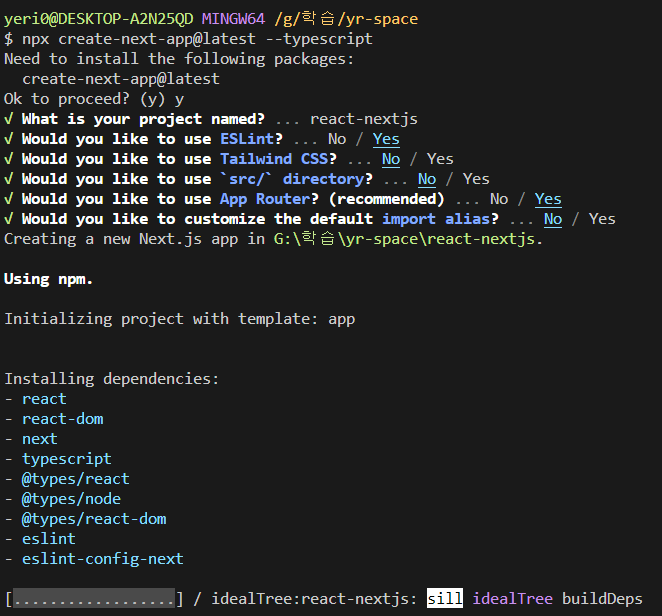 yeri0@DESKTOP-A2N25QD MINGW64 /g/학습/yr-space
$ npx create-next-app@latest --typescript
Need to install the following packages:
  create-next-app@latest
Ok to proceed? (y) y
√ What is your project named? ... react-nextjs
√ Would you like to use ESLint? ... No / Yes
√ Would you like to use Tailwind CSS? ... No / Yes
√ Would you like to use `src/` directory? ... No / Yes
√ Would you like to use App Router? (recommended) ... No / Yes
√ Would you like to customize the default import alias? ... No / Yes
Creating a new Next.js app in G:\학습\yr-space\react-nextjs.
Using npm.
Initializing project with template: app
Installing dependencies:
- react
- react-dom
- next
- typescript
- @types/react
- @types/node
- @types/react-dom
- eslint
- eslint-config-next
[..................] / idealTree:react-nextjs: sill idealTree buildDeps